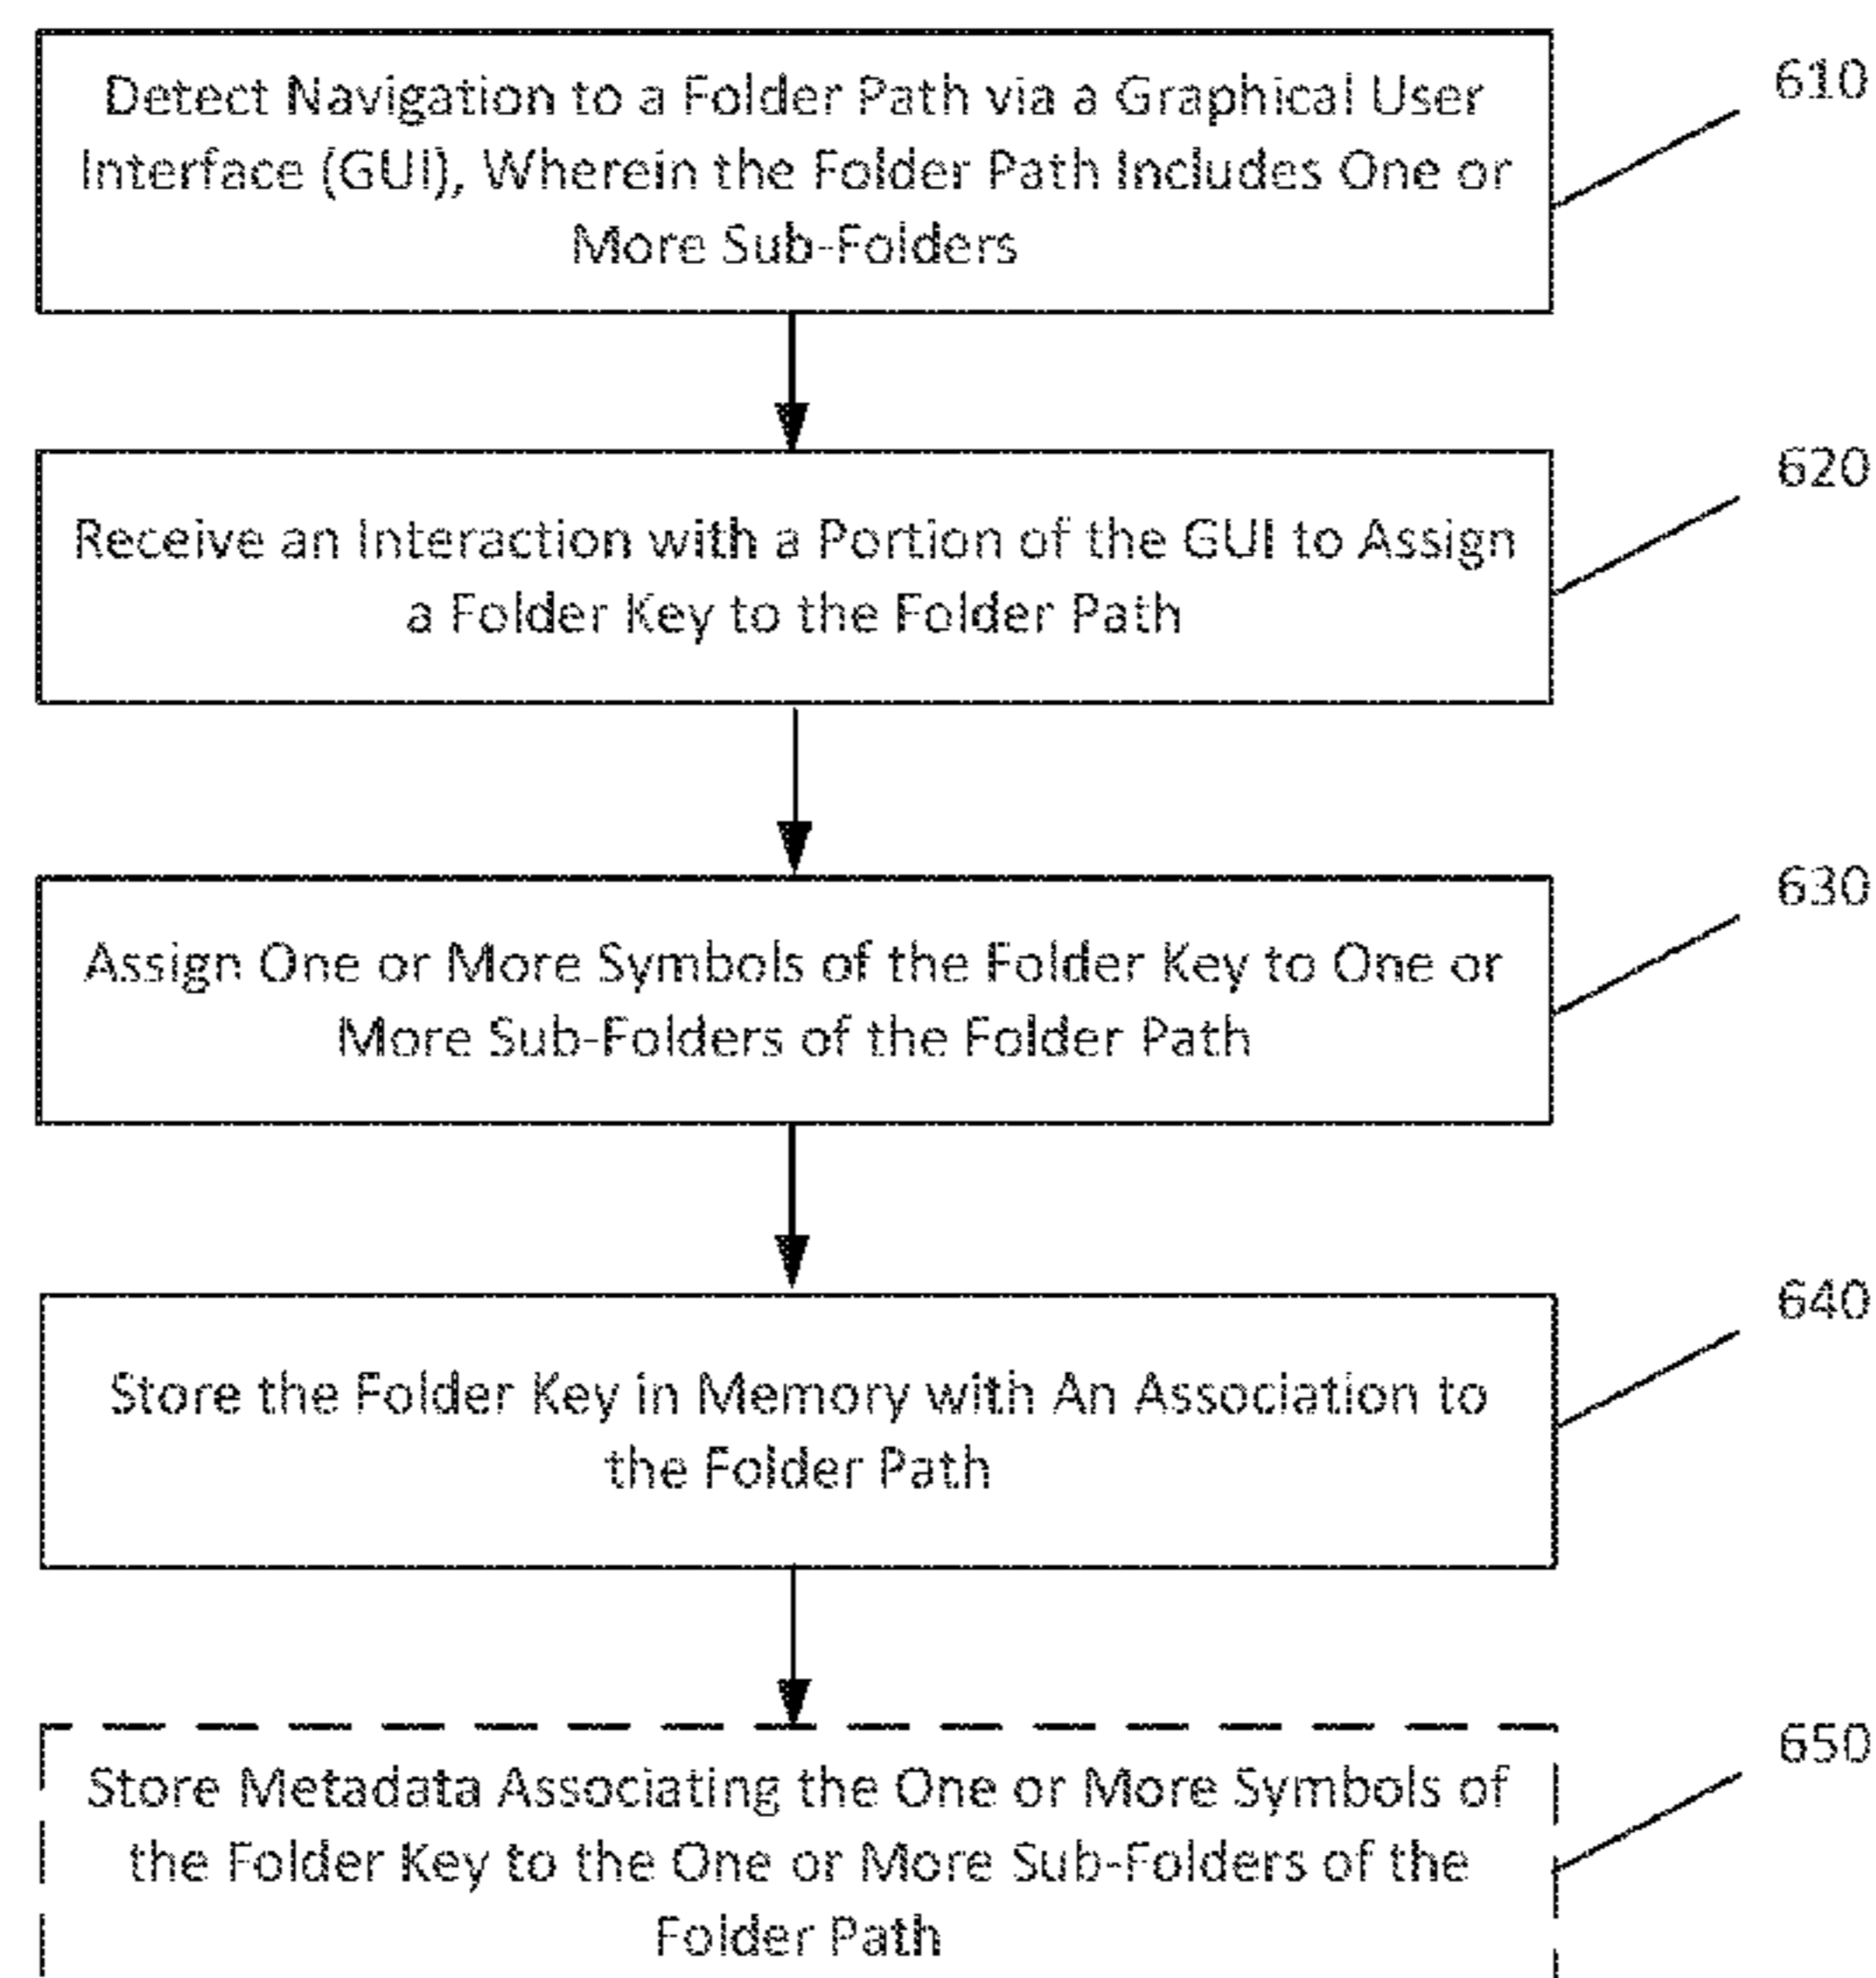 Detect Navigation to a Folder Path via a Graphical User
Interface (GUI), Wherein the Folder Path Includes One or
More Sub-Folders
610
Receive an Interaction with a Portion of the GUI to Assign
a Folder Key to the Folder Path
620
Assign One or More Symbols of the Folder Key to One or
More Sub-Folders of the Folder Path
630
Store the Folder Key in Memory with An Association to
the Folder Path
640
Store Metadata Associating the One or More Symbols of
the Folder Key to the One or More Sub-Folders of the
Folder Path
650